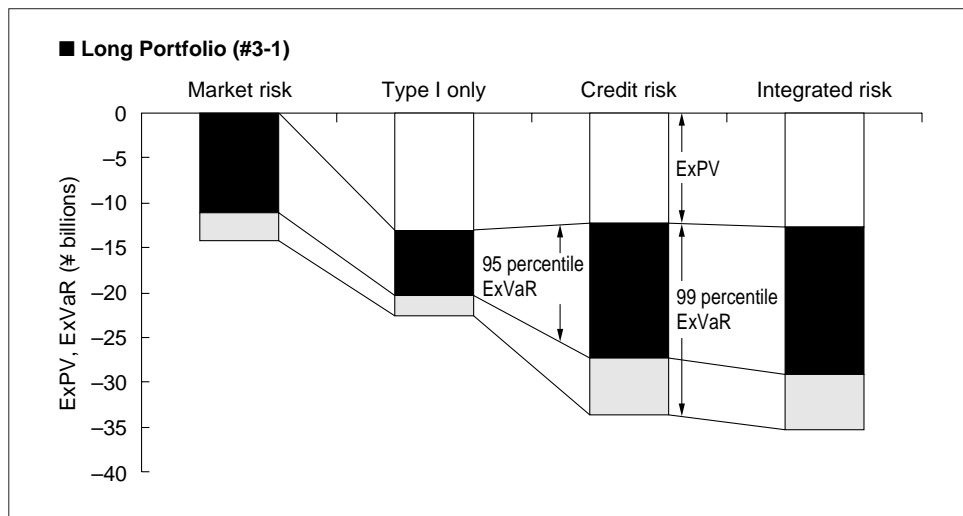 ■ Long Portfolio (#3-1)
Market risk Type I only Credit risk Integrated risk
ExPV, ExVaR (¥ billions)
0
–5
–10
–15
–20
–25
–30
–35
–40
ExPV
95 percentile
ExVaR
99 percentile
ExVaR